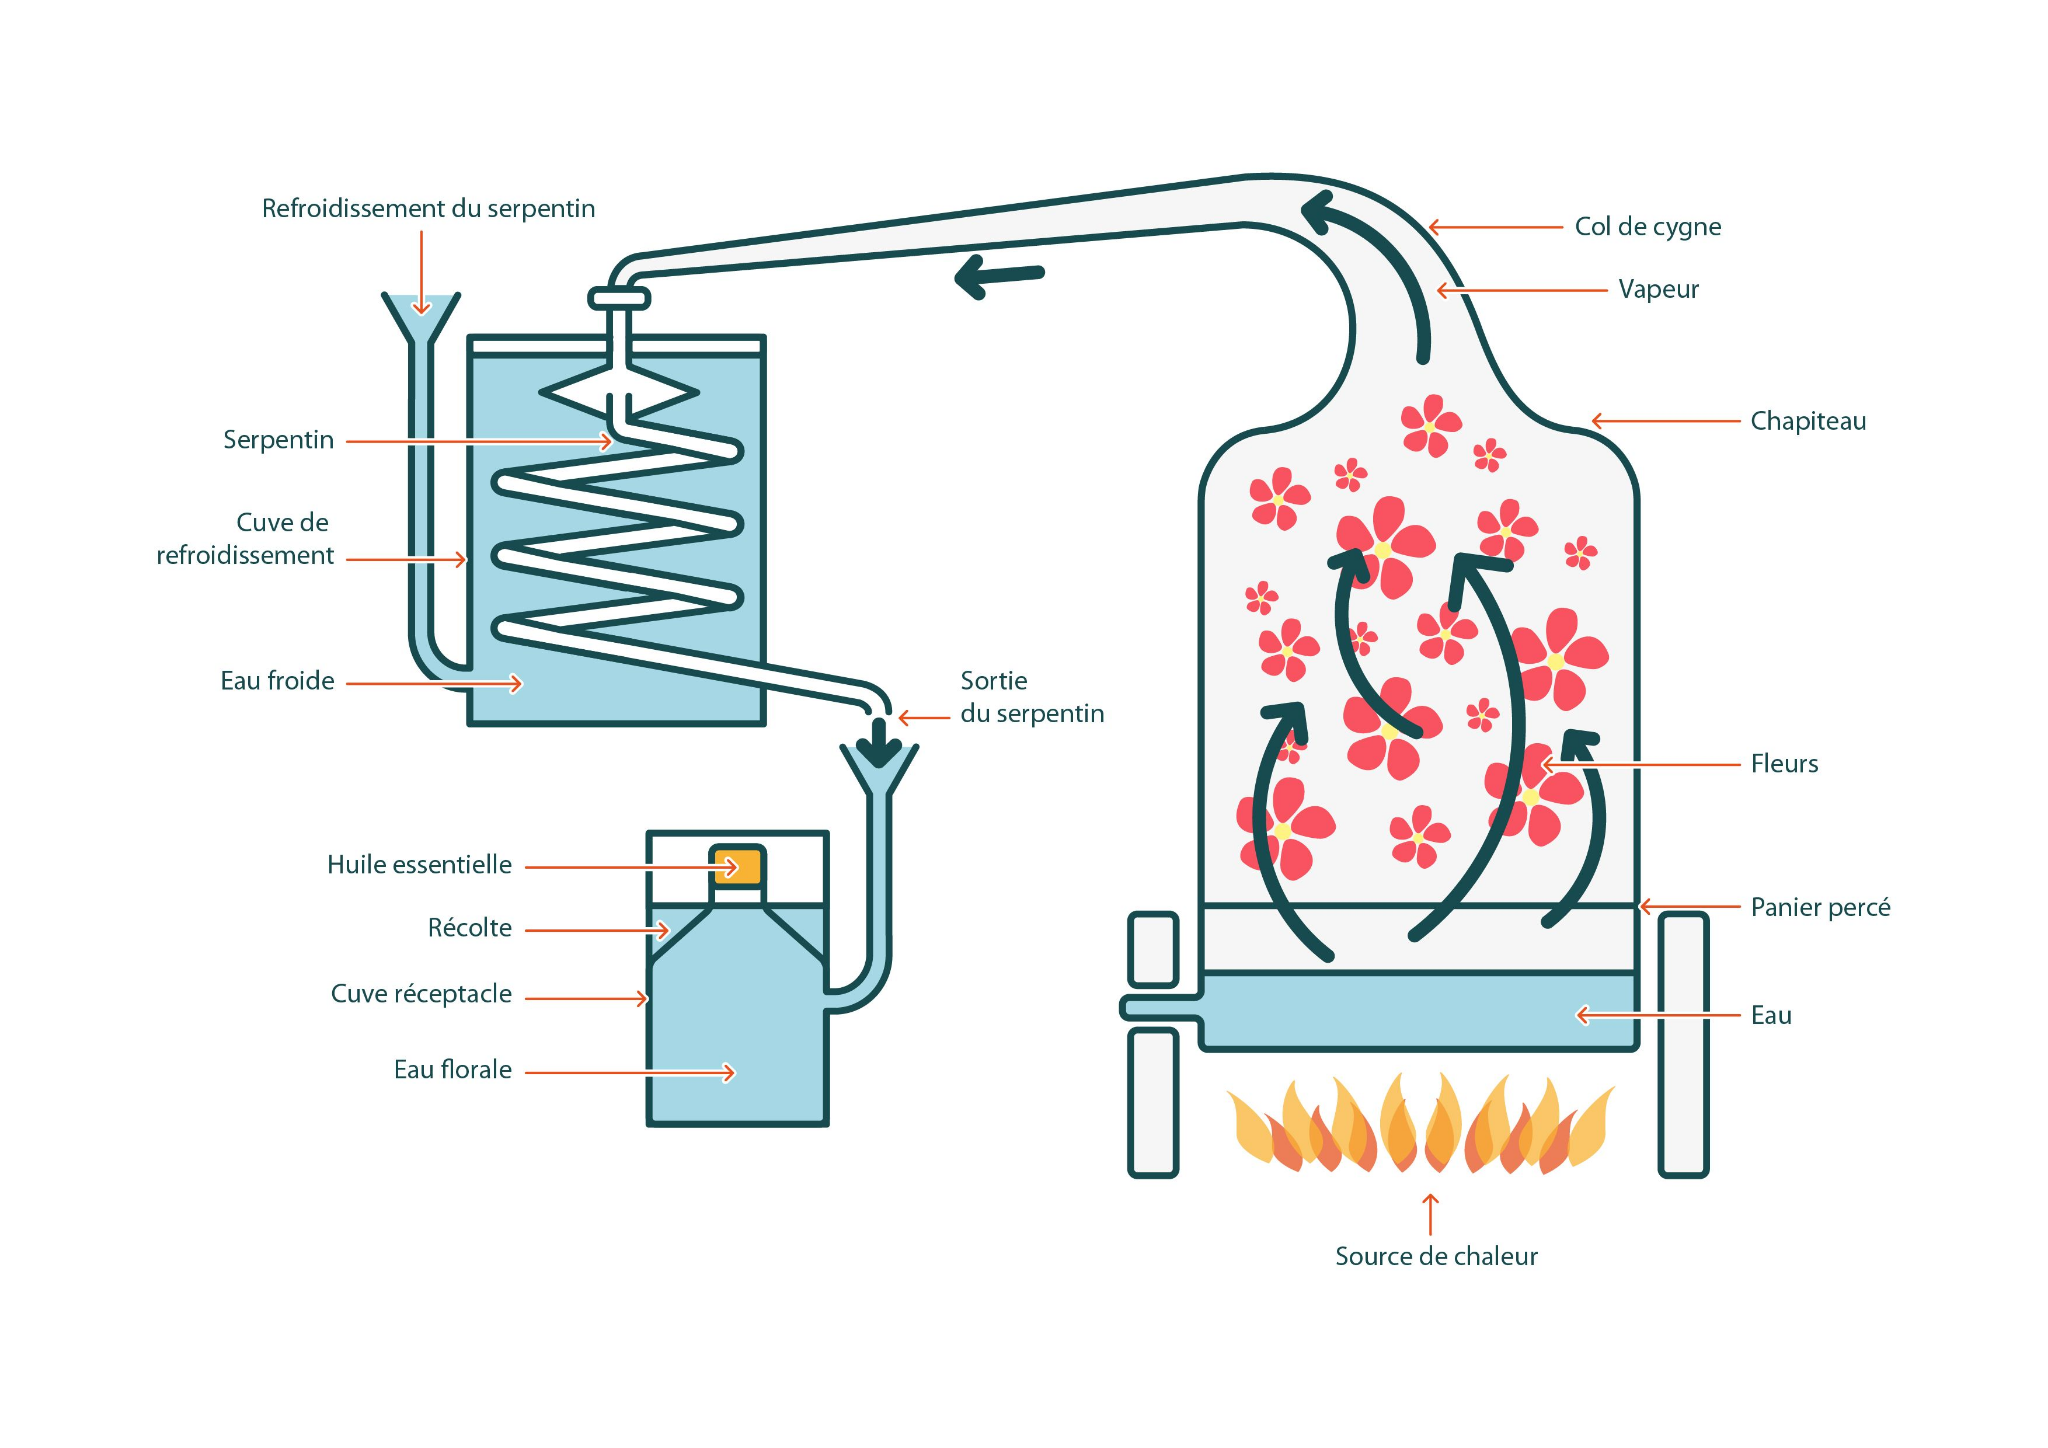 Refroidissement du serpentin
Serpentin
Cuve de
refroidissement
Eau froide
Sortie
du serpentin
Huile essentielle
Récolte
Cuve réceptacle
Eau florale
Col de cygne
Vapeur
Chapiteau
Fleurs
Panier percé
Eau
Source de chaleur